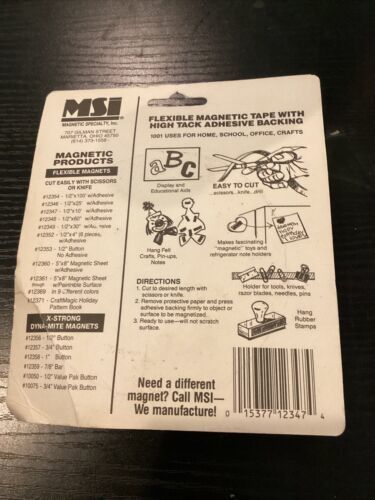 MSI
MAGNETIC SPECIALTY, Inc.
707 GILMAN STREET
MARIETTA, OHIO 45750
(614) 373-1558
MAGNETIC
PRODUCTS
FLEXIBLE MAGNETS
CUT EASILY WITH SCISSORS
OR KNIFE
#12394 - 1/2"x100' w/Adhesive
#12346 - 1/2"x25' w/Adhesive
#12347 - 1/2"x10' w/Adhesive
#12348 - 1/2"x60" w/Adhesive
#12349 - 1/2"x30" w/Adhesive
#12352 - 1/2"x4" (6 pieces,
w/Adhesive
#12353 - 1/2" Button
No Adhesive
#12360 - 5"x8" Magnetic Sheet
w/Adhesive
#12361 - 5"x8" Magnetic Sheet
though w/Paintable Surface
#12369 in 9 Different colors
#12371 - CraftMagic Holiday
Pattern Book
X-STRONG
DYNA-MITE MAGNETS
#12356 - 1/2" Button
#12357 - 3/4" Button
#12358 - 1" Button
#12359 - 7/8" Bar
#10050 - 1/2" Value Pak Button
#10075 - 3/4" Value Pak Button
FLEXIBLE MAGNETIC TAPE WITH
HIGH TACK ADHESIVE BACKING
1001 USES FOR HOME, SCHOOL, OFFICE, CRAFTS
aBC
Display and
Educational Aids
EASY TO CUT
...scissors.. knife.. drill!
Hang Felt
Crafts, Pin-ups,
Notes
Makes fascinating
"magnetic" toys and
refrigerator note holders
DIRECTIONS
1. Cut to desired length with
scissors or knife.
2. Remove protective paper and press
adhesive backing firmly to object or
surface to be magnetized.
3. Ready to use—will not scratch
surface.
Holder for tools, knives,
razor blades, needles, pins
Hang
Rubber
Stamps
Need a different
magnet? Call MSI—
We manufacture!
0 15377 12347 4